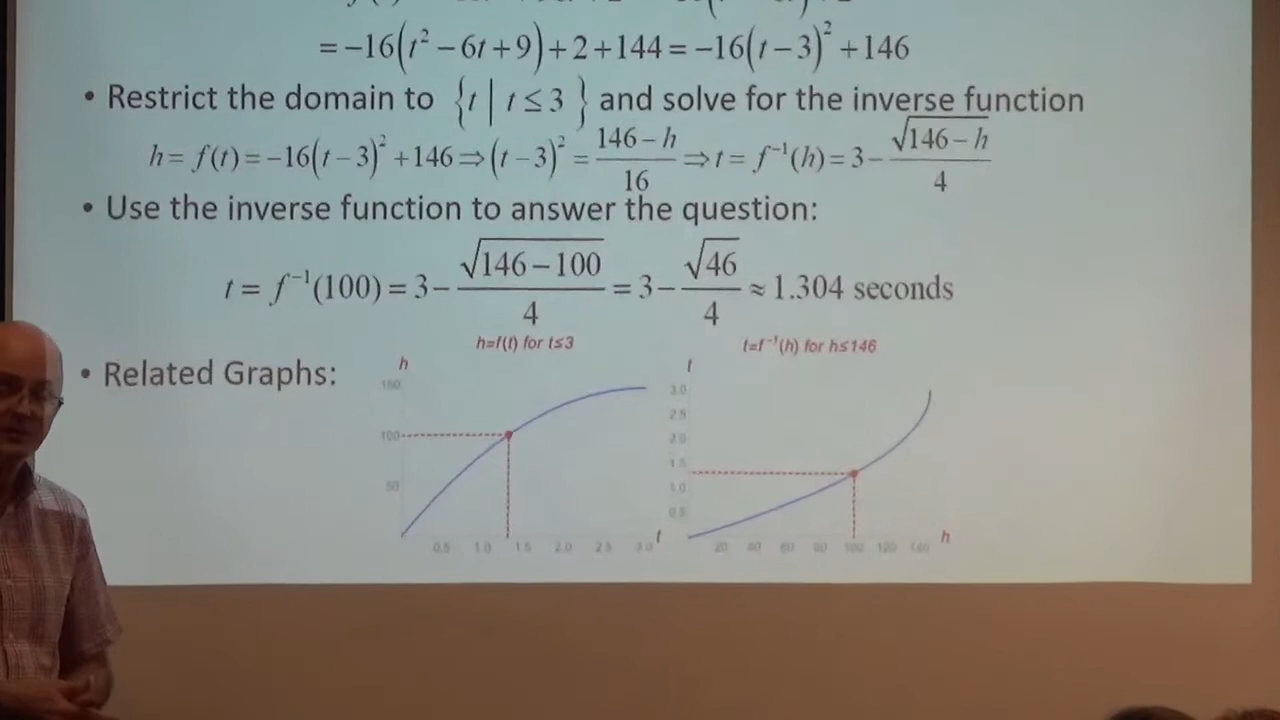 = −16(t² − 6t + 9) + 2 + 144 = −16(t − 3)² + 146
• Restrict the domain to {t | t ≤ 3 } and solve for the inverse function
h = f(t) = −16(t − 3)² + 146 ⇒ (t − 3)² = (146 − h)/16 ⇒ t = f⁻¹(h) = 3 − √(146 − h)/4
• Use the inverse function to answer the question:
t = f⁻¹(100) = 3 − √(146 − 100)/4 = 3 − √46/4 ≈ 1.304 seconds
• Related Graphs:
h=f(t) for t≤3
h
150
100
50
0.5 1.0 1.5 2.0 2.5 3.0 t
t=f⁻¹(h) for h≤146
t
3.0
2.5
2.0
1.5
1.0
0.5
20 40 60 80 100 120 140 h